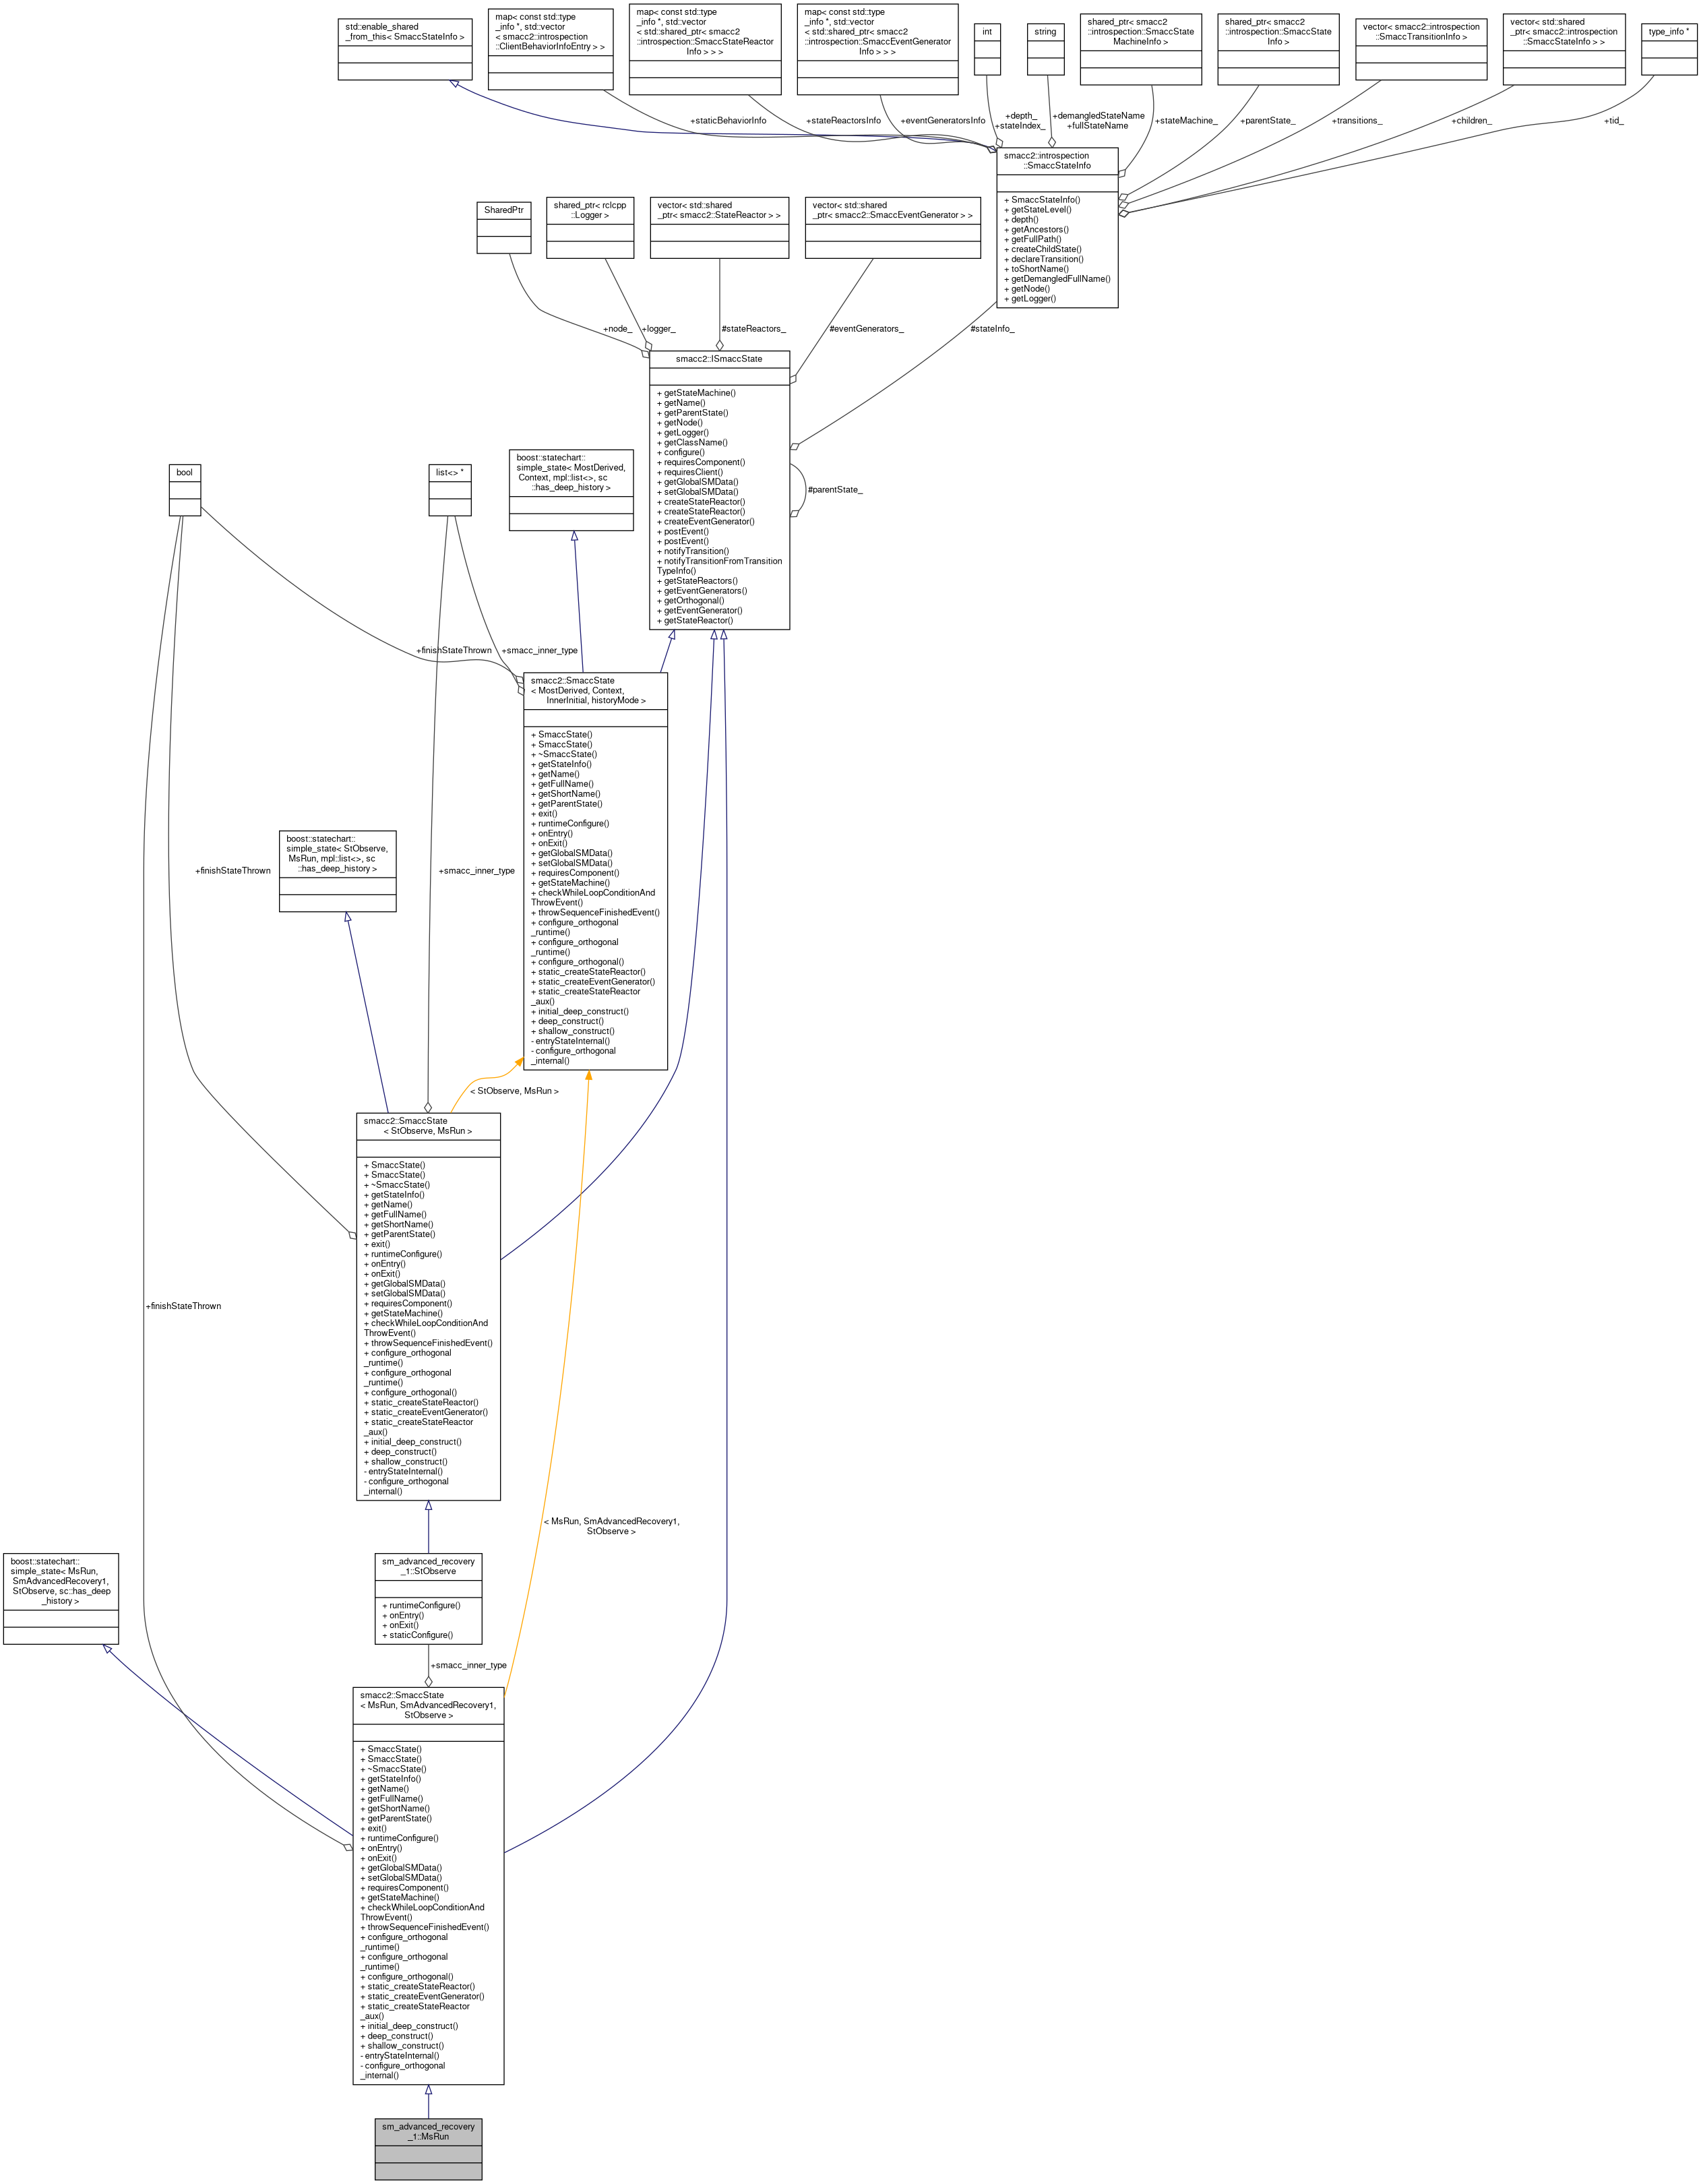 std::enable_shared
_from_this< SmaccStateInfo >
map< const std::type
_info *, std::vector
< smacc2::introspection
::ClientBehaviorInfoEntry > >
map< const std::type
_info *, std::vector
< std::shared_ptr< smacc2
::introspection::SmaccStateReactor
Info > > >
map< const std::type
_info *, std::vector
< std::shared_ptr< smacc2
::introspection::SmaccEventGenerator
Info > > >
int
string
shared_ptr< smacc2
::introspection::SmaccState
MachineInfo >
shared_ptr< smacc2
::introspection::SmaccState
Info >
vector< smacc2::introspection
::SmaccTransitionInfo >
vector< std::shared
_ptr< smacc2::introspection
::SmaccStateInfo > >
type_info *
+staticBehaviorInfo
+stateReactorsInfo
+eventGeneratorsInfo
+depth_
+stateIndex_
+demangledStateName
+fullStateName
+stateMachine_
+parentState_
+transitions_
+children_
+tid_
smacc2::introspection
::SmaccStateInfo
+ SmaccStateInfo()
+ getStateLevel()
+ depth()
+ getAncestors()
+ getFullPath()
+ createChildState()
+ declareTransition()
+ toShortName()
+ getDemangledFullName()
+ getNode()
+ getLogger()
SharedPtr
shared_ptr< rclcpp
::Logger >
vector< std::shared
_ptr< smacc2::StateReactor > >
vector< std::shared
_ptr< smacc2::SmaccEventGenerator > >
+node_
+logger_
#stateReactors_
#eventGenerators_
#stateInfo_
smacc2::ISmaccState
+ getStateMachine()
+ getName()
+ getParentState()
+ getNode()
+ getLogger()
+ getClassName()
+ configure()
+ requiresComponent()
+ requiresClient()
+ getGlobalSMData()
+ setGlobalSMData()
+ createStateReactor()
+ createStateReactor()
+ createEventGenerator()
+ postEvent()
+ postEvent()
+ notifyTransition()
+ notifyTransitionFromTransition
TypeInfo()
+ getStateReactors()
+ getEventGenerators()
+ getOrthogonal()
+ getEventGenerator()
+ getStateReactor()
#parentState_
bool
list<> *
boost::statechart::
simple_state< MostDerived,
Context, mpl::list<>, sc
::has_deep_history >
+finishStateThrown
+smacc_inner_type
smacc2::SmaccState
< MostDerived, Context,
InnerInitial, historyMode >
+ SmaccState()
+ SmaccState()
+ ~SmaccState()
+ getStateInfo()
+ getName()
+ getFullName()
+ getShortName()
+ getParentState()
+ exit()
+ runtimeConfigure()
+ onEntry()
+ onExit()
+ getGlobalSMData()
+ setGlobalSMData()
+ requiresComponent()
+ getStateMachine()
+ checkWhileLoopConditionAnd
ThrowEvent()
+ throwSequenceFinishedEvent()
+ configure_orthogonal
_runtime()
+ configure_orthogonal
_runtime()
+ configure_orthogonal()
+ static_createStateReactor()
+ static_createEventGenerator()
+ static_createStateReactor
_aux()
+ initial_deep_construct()
+ deep_construct()
+ shallow_construct()
- entryStateInternal()
- configure_orthogonal
_internal()
boost::statechart::
simple_state< StObserve,
MsRun, mpl::list<>, sc
::has_deep_history >
+finishStateThrown
+smacc_inner_type
< StObserve, MsRun >
smacc2::SmaccState
< StObserve, MsRun >
+ SmaccState()
+ SmaccState()
+ ~SmaccState()
+ getStateInfo()
+ getName()
+ getFullName()
+ getShortName()
+ getParentState()
+ exit()
+ runtimeConfigure()
+ onEntry()
+ onExit()
+ getGlobalSMData()
+ setGlobalSMData()
+ requiresComponent()
+ getStateMachine()
+ checkWhileLoopConditionAnd
ThrowEvent()
+ throwSequenceFinishedEvent()
+ configure_orthogonal
_runtime()
+ configure_orthogonal
_runtime()
+ configure_orthogonal()
+ static_createStateReactor()
+ static_createEventGenerator()
+ static_createStateReactor
_aux()
+ initial_deep_construct()
+ deep_construct()
+ shallow_construct()
- entryStateInternal()
- configure_orthogonal
_internal()
+finishStateThrown
< MsRun, SmAdvancedRecovery1,
StObserve >
boost::statechart::
simple_state< MsRun,
SmAdvancedRecovery1,
StObserve, sc::has_deep
_history >
sm_advanced_recovery
_1::StObserve
+ runtimeConfigure()
+ onEntry()
+ onExit()
+ staticConfigure()
+smacc_inner_type
smacc2::SmaccState
< MsRun, SmAdvancedRecovery1,
StObserve >
+ SmaccState()
+ SmaccState()
+ ~SmaccState()
+ getStateInfo()
+ getName()
+ getFullName()
+ getShortName()
+ getParentState()
+ exit()
+ runtimeConfigure()
+ onEntry()
+ onExit()
+ getGlobalSMData()
+ setGlobalSMData()
+ requiresComponent()
+ getStateMachine()
+ checkWhileLoopConditionAnd
ThrowEvent()
+ throwSequenceFinishedEvent()
+ configure_orthogonal
_runtime()
+ configure_orthogonal
_runtime()
+ configure_orthogonal()
+ static_createStateReactor()
+ static_createEventGenerator()
+ static_createStateReactor
_aux()
+ initial_deep_construct()
+ deep_construct()
+ shallow_construct()
- entryStateInternal()
- configure_orthogonal
_internal()
sm_advanced_recovery
_1::MsRun